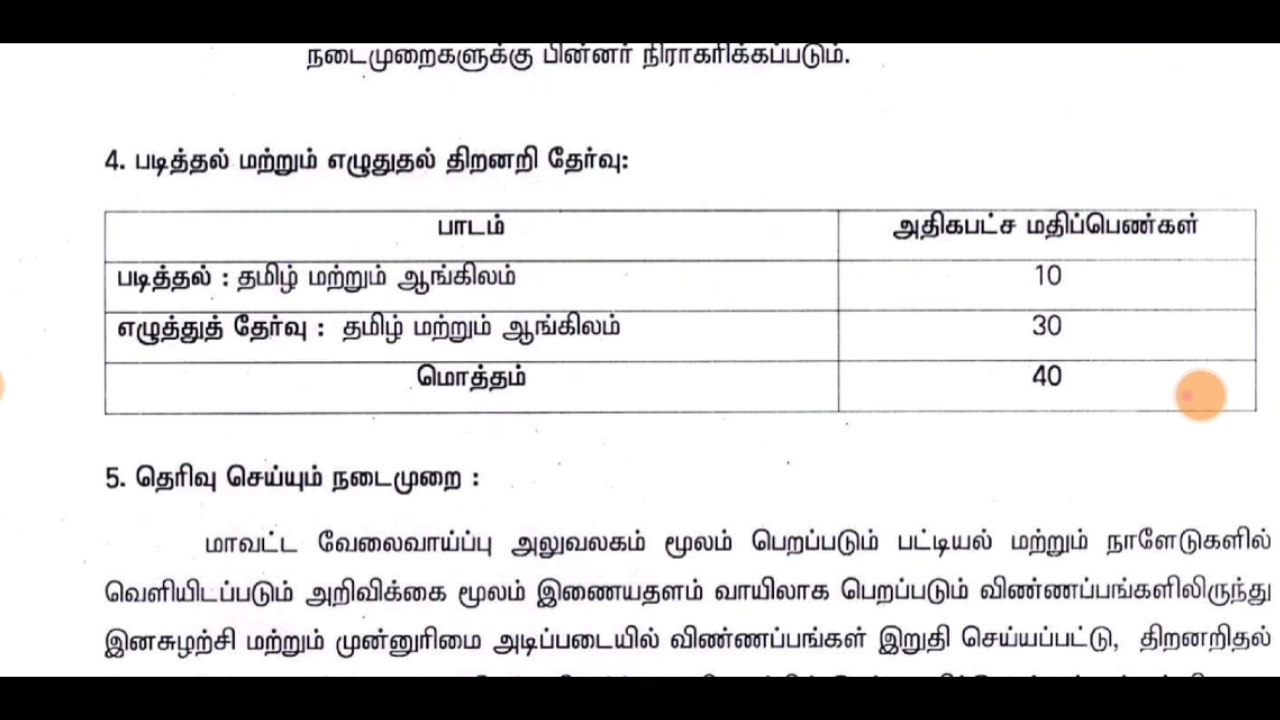 நடைமுறைகளுக்கு பின்னர் நிராகரிக்கப்படும்.
4. படித்தல் மற்றும் எழுதுதல் திறனறி தேர்வு:
பாடம் அதிகபட்ச மதிப்பெண்கள்
படித்தல் : தமிழ் மற்றும் ஆங்கிலம் 10
எழுத்துத் தேர்வு : தமிழ் மற்றும் ஆங்கிலம் 30
மொத்தம் 40
5. தெரிவு செய்யும் நடைமுறை :
மாவட்ட வேலைவாய்ப்பு அலுவலகம் மூலம் பெறப்படும் பட்டியல் மற்றும் நாளேடுகளில்
வெளியிடப்படும் அறிவிக்கை மூலம் இணையதளம் வாயிலாக பெறப்படும் விண்ணப்பங்களிலிருந்து
இனசுழற்சி மற்றும் முன்னுரிமை அடிப்படையில் விண்ணப்பங்கள் இறுதி செய்யப்பட்டு, திறனறிதல்